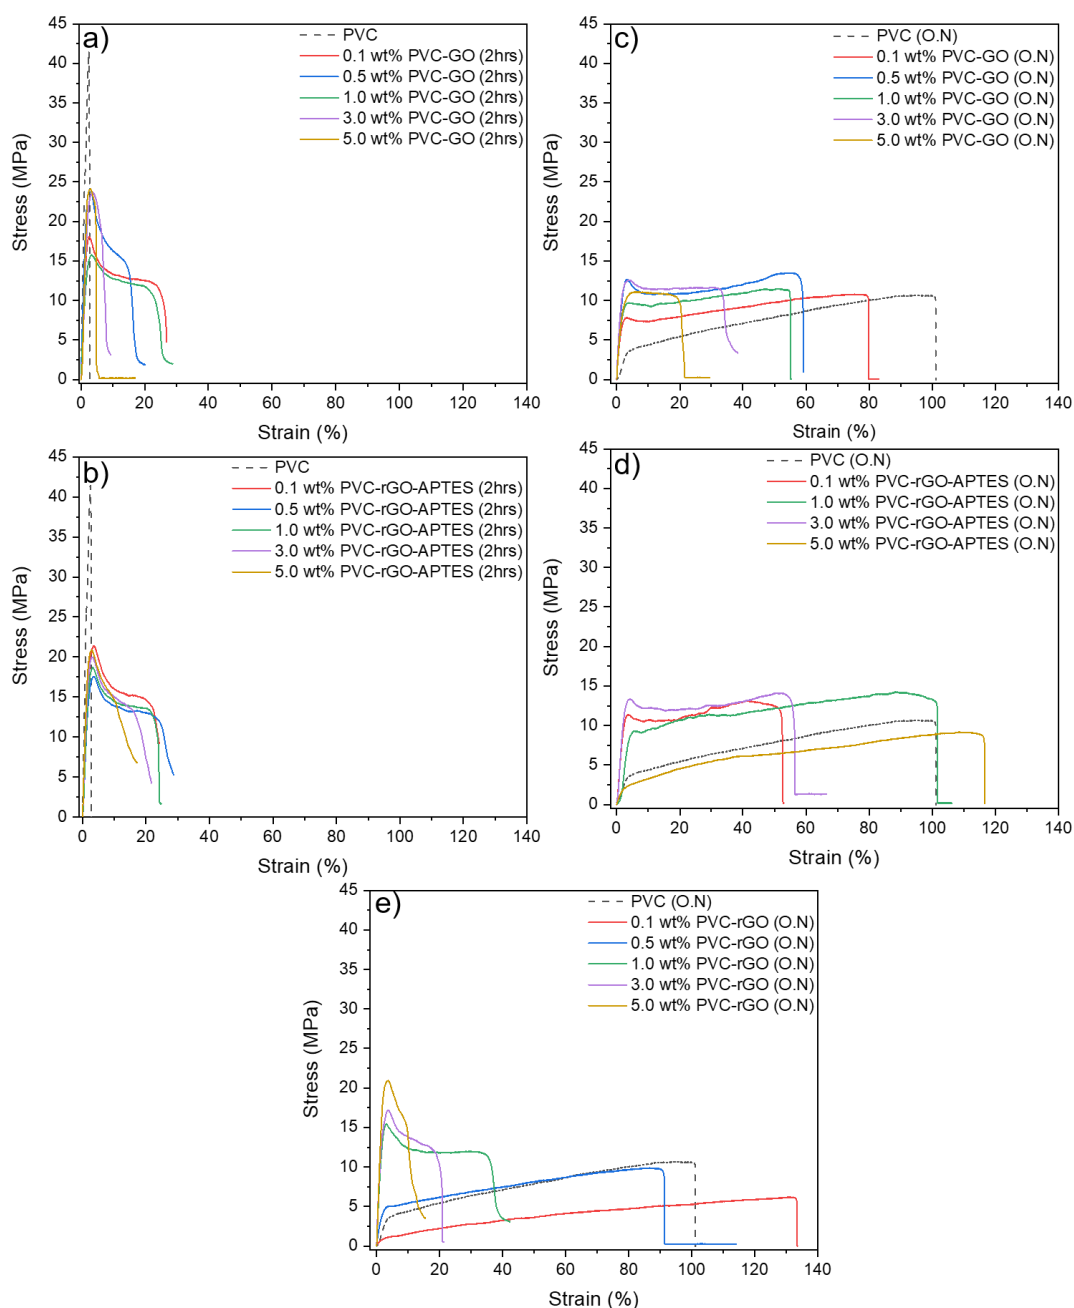 a)
PVC
0.1 wt% PVC-GO (2hrs)
0.5 wt% PVC-GO (2hrs)
1.0 wt% PVC-GO (2hrs)
3.0 wt% PVC-GO (2hrs)
5.0 wt% PVC-GO (2hrs)
45
40
35
30
25
20
15
10
5
0
Stress (MPa)
0 20 40 60 80 100 120 140
Strain (%)
c)
PVC (O.N)
0.1 wt% PVC-GO (O.N)
0.5 wt% PVC-GO (O.N)
1.0 wt% PVC-GO (O.N)
3.0 wt% PVC-GO (O.N)
5.0 wt% PVC-GO (O.N)
45
40
35
30
25
20
15
10
5
0
Stress (MPa)
0 20 40 60 80 100 120 140
Strain (%)
b)
PVC
0.1 wt% PVC-rGO-APTES (2hrs)
0.5 wt% PVC-rGO-APTES (2hrs)
1.0 wt% PVC-rGO-APTES (2hrs)
3.0 wt% PVC-rGO-APTES (2hrs)
5.0 wt% PVC-rGO-APTES (2hrs)
45
40
35
30
25
20
15
10
5
0
Stress (MPa)
0 20 40 60 80 100 120 140
Strain (%)
d)
PVC (O.N)
0.1 wt% PVC-rGO-APTES (O.N)
1.0 wt% PVC-rGO-APTES (O.N)
3.0 wt% PVC-rGO-APTES (O.N)
5.0 wt% PVC-rGO-APTES (O.N)
45
40
35
30
25
20
15
10
5
0
Stress (MPa)
0 20 40 60 80 100 120 140
Strain (%)
e)
PVC (O.N)
0.1 wt% PVC-rGO (O.N)
0.5 wt% PVC-rGO (O.N)
1.0 wt% PVC-rGO (O.N)
3.0 wt% PVC-rGO (O.N)
5.0 wt% PVC-rGO (O.N)
45
40
35
30
25
20
15
10
5
0
Stress (MPa)
0 20 40 60 80 100 120 140
Strain (%)